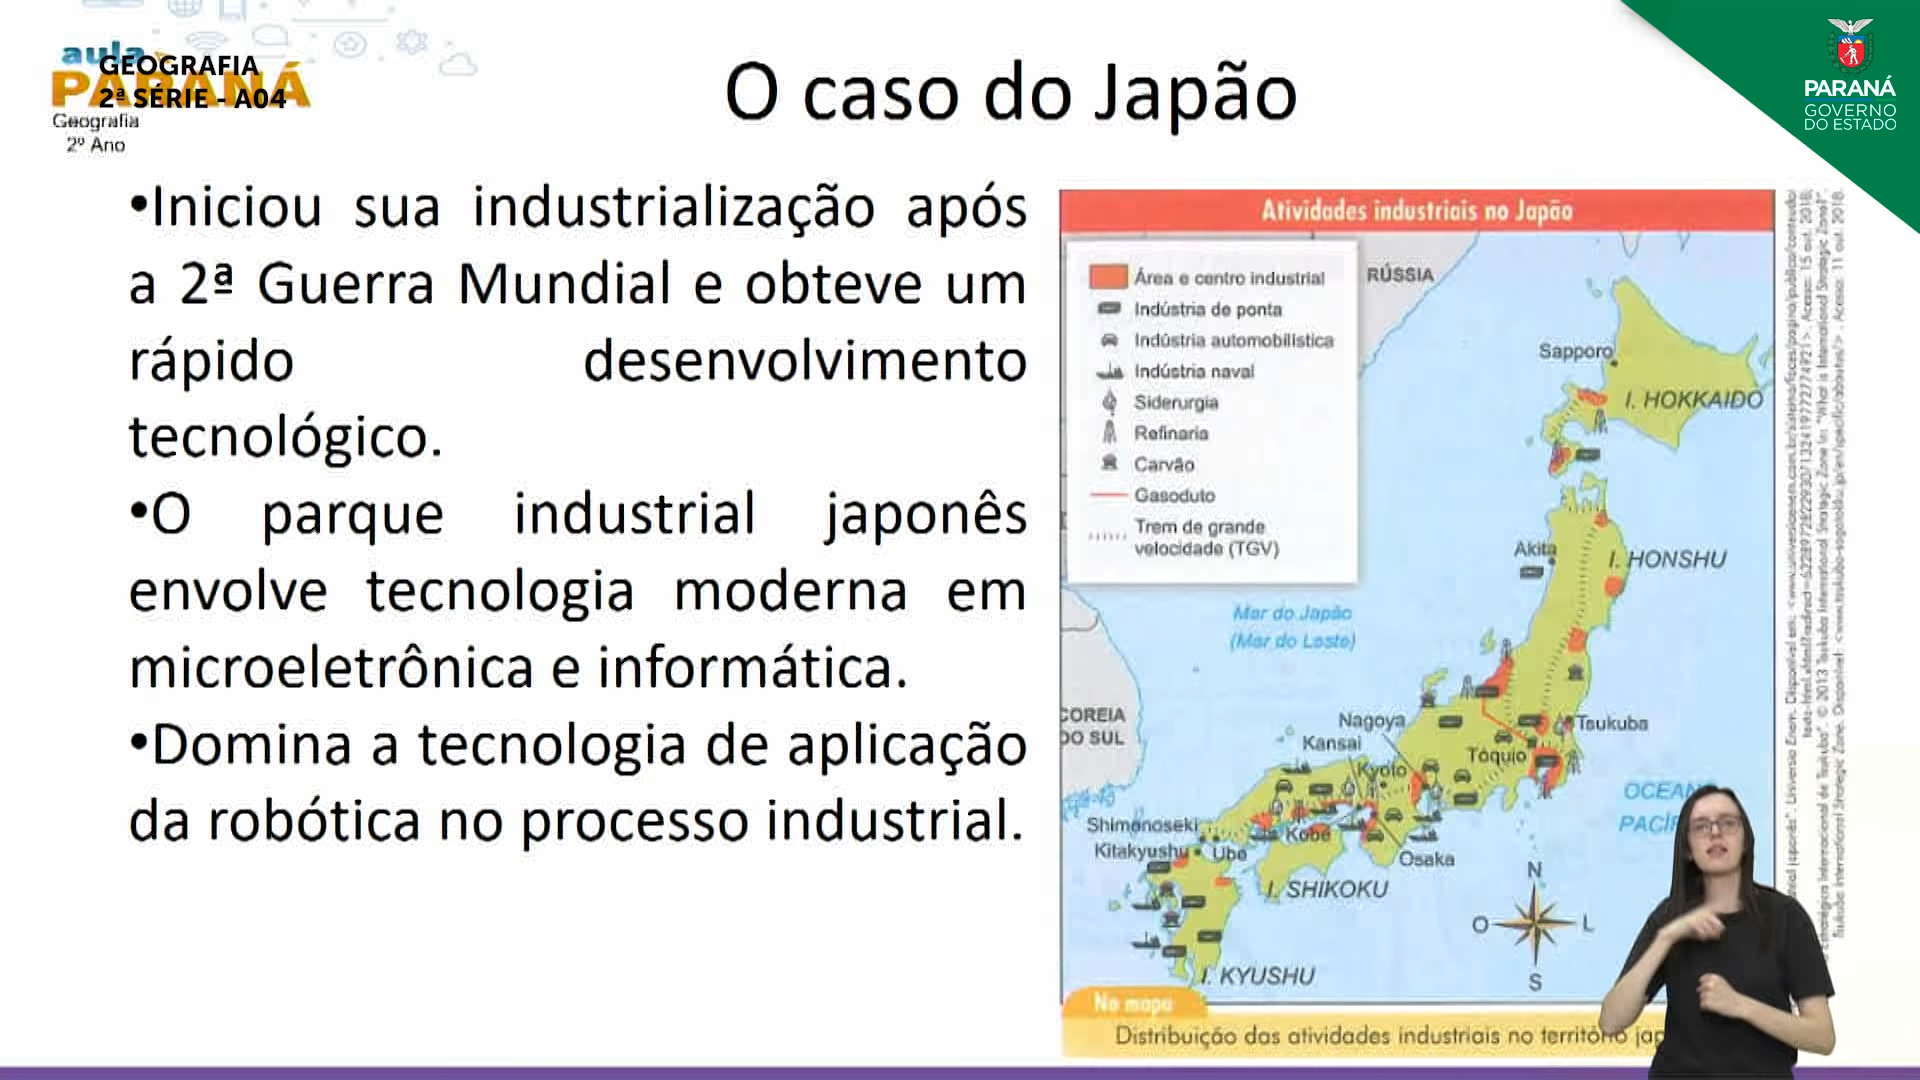 aula
PARANÁ
GEOGRAFIA
2ª SÉRIE - A04
Geografia
2º Ano
O caso do Japão
PARANÁ
GOVERNO
DO ESTADO
•Iniciou sua industrialização após
a 2ª Guerra Mundial e obteve um
rápido desenvolvimento
tecnológico.
•O parque industrial japonês
envolve tecnologia moderna em
microeletrônica e informática.
•Domina a tecnologia de aplicação
da robótica no processo industrial.
Atividades industriais no Japão
Área e centro industrial
Indústria de ponta
Indústria automobilística
Indústria naval
Siderurgia
Refinaria
Carvão
Gasoduto
Trem de grande
velocidade (TGV)
RÚSSIA
Sapporo
I. HOKKAIDO
Akita
I. HONSHU
Mar do Japão
(Mar do Leste)
COREIA
DO SUL
Nagoya
Tsukuba
Kansai
Tóquio
Kyoto
OCEANO
Shimonoseki
Kobe
Kitakyushu
Ube
Osaka
I. SHIKOKU
N
O
L
S
I. KYUSHU
No mapa
Distribuição das atividades industriais no território